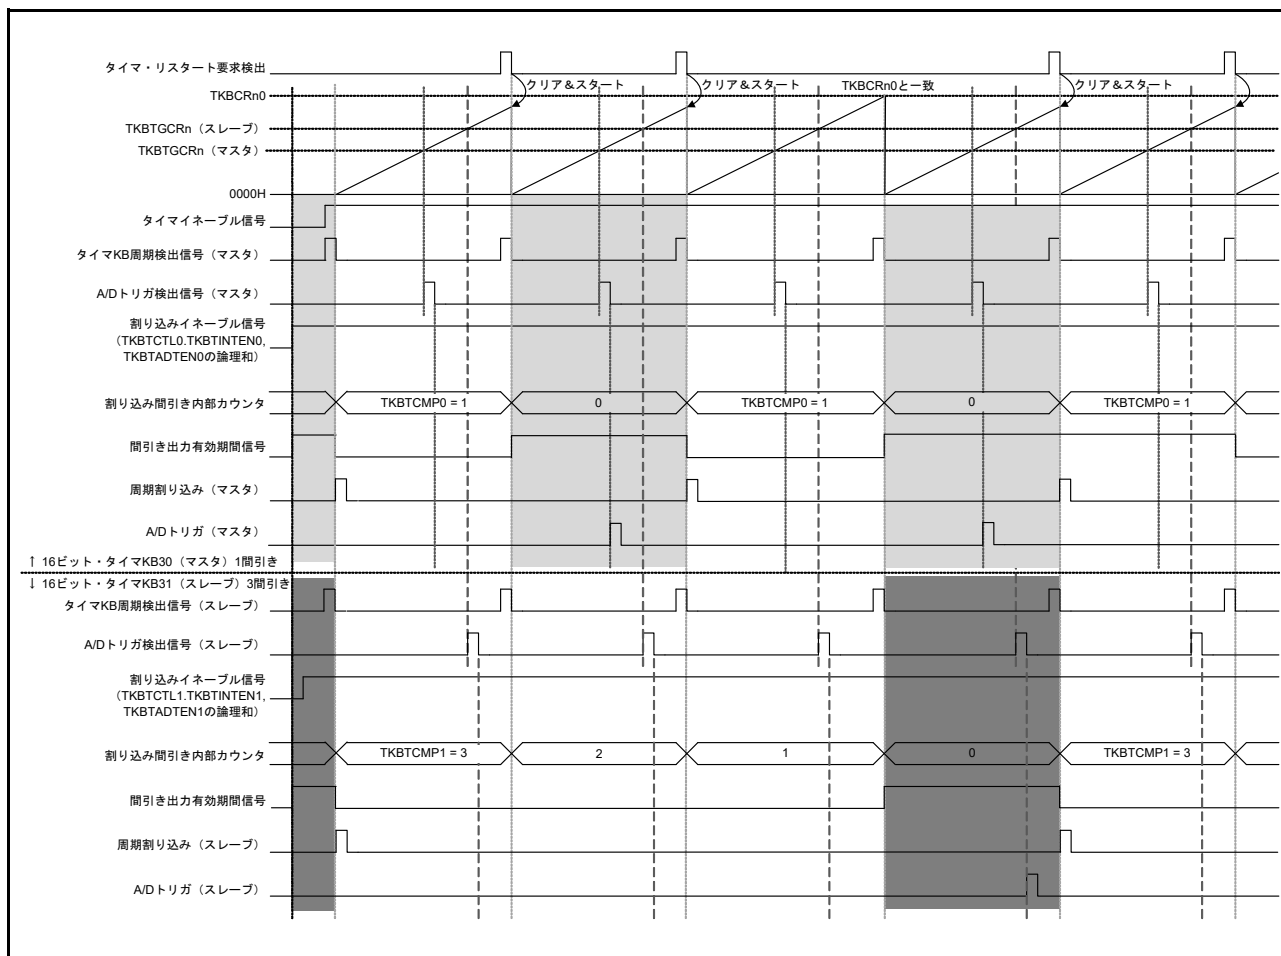 タイマ・リスタート要求検出
クリア&スタート
クリア&スタート
TKBCRn0と一致
クリア&スタート
TKBCRn0
TKBTGCRn（スレーブ）
TKBTGCRn（マスタ）
0000H
タイマイネーブル信号
タイマKB周期検出信号（マスタ）
A/Dトリガ検出信号（マスタ）
割り込みイネーブル信号
（TKBTCTL0.TKBTINTEN0,
TKBTADTEN0の論理和）
割り込み間引き内部カウンタ
TKBTCMP0 = 1
0
TKBTCMP0 = 1
0
TKBTCMP0 = 1
間引き出力有効期間信号
周期割り込み（マスタ）
A/Dトリガ（マスタ）
↑ 16ビット・タイマKB30（マスタ）1間引き
↓ 16ビット・タイマKB31（スレーブ）3間引き
タイマKB周期検出信号（スレーブ）
A/Dトリガ検出信号（スレーブ）
割り込みイネーブル信号
（TKBTCTL1.TKBTINTEN1,
TKBTADTEN1の論理和）
割り込み間引き内部カウンタ
TKBTCMP1 = 3
2
1
0
TKBTCMP1 = 3
間引き出力有効期間信号
周期割り込み（スレーブ）
A/Dトリガ（スレーブ）